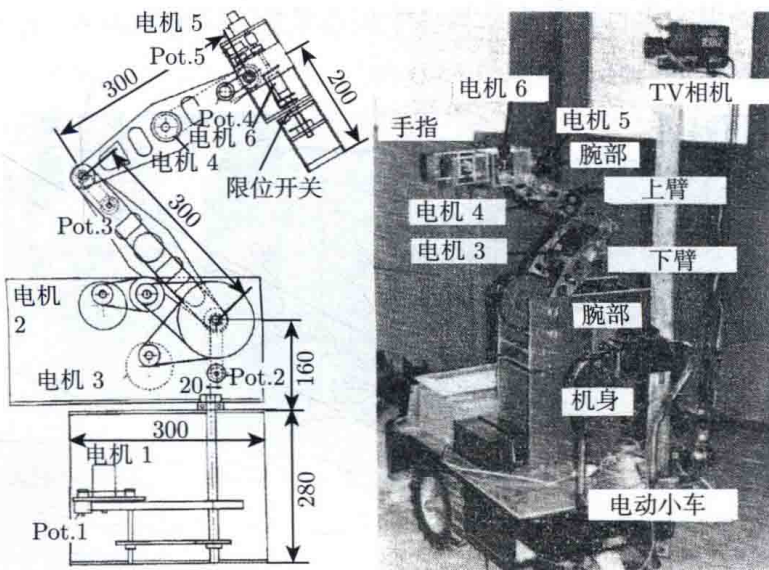 电机 5
Pot.5
300
200
Pot.4
电机 6
电机 4
限位开关
Pot.3
300
电机
2
电机 3
20
Pot.2
160
300
电机 1
280
Pot.1
TV相机
电机 6
手指
电机 5
腕部
上臂
电机 4
电机 3
下臂
腕部
机身
电动小车